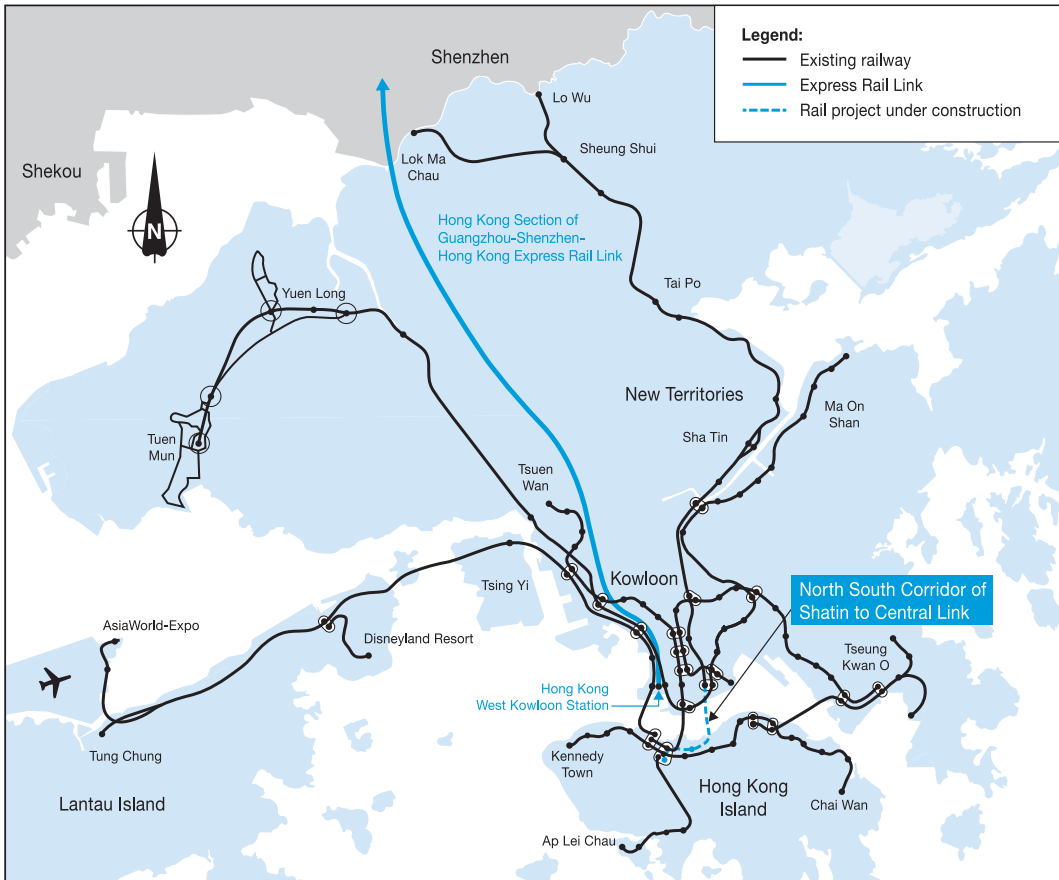 Legend:
Existing railway
Express Rail Link
Rail project under construction
Shenzhen
Lo Wu
Lok Ma
Chau
Sheung Shui
Shekou
N
Hong Kong Section of
Guangzhou-Shenzhen-
Hong Kong Express Rail Link
Tai Po
Yuen Long
New Territories
Ma On
Shan
Sha Tin
Tuen
Mun
Tsuen
Wan
Kowloon
Tsing Yi
North South Corridor of
Shatin to Central Link
AsiaWorld-Expo
Disneyland Resort
Tseung
Kwan O
Hong Kong
West Kowloon Station
Tung Chung
Kennedy
Town
Lantau Island
Hong Kong
Island
Chai Wan
Ap Lei Chau